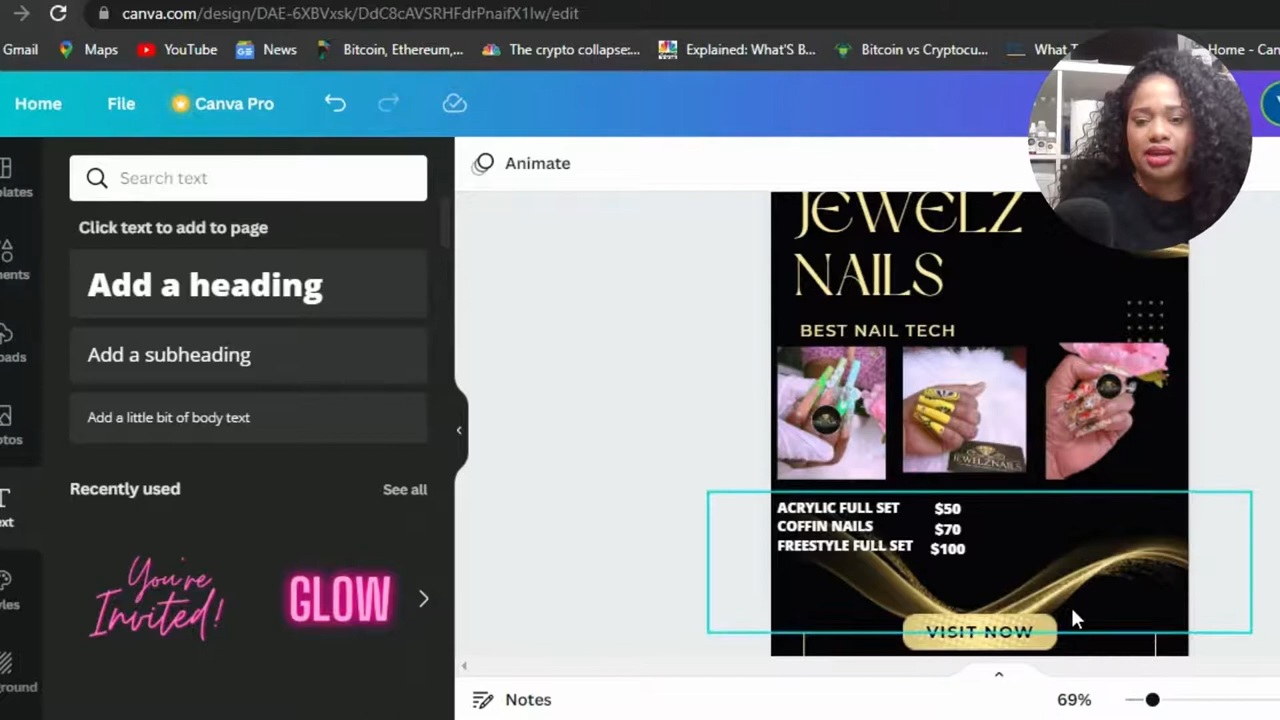 canva.com/design/DAE-6XBVxsk/DdC8cAVSRHFdrPnaifX1lw/edit
Gmail Maps YouTube News Bitcoin, Ethereum,... The crypto collapse:... Explained: What'S B... Bitcoin vs Cryptocu... What Home - Can
Home File Canva Pro
Search text
Animate
Click text to add to page
Add a heading
Add a subheading
Add a little bit of body text
Recently used See all
You're Invited!
GLOW
JEWELZ
NAILS
BEST NAIL TECH
JEWELZNAILS
ACRYLIC FULL SET $50
COFFIN NAILS $70
FREESTYLE FULL SET $100
VISIT NOW
Notes 69%